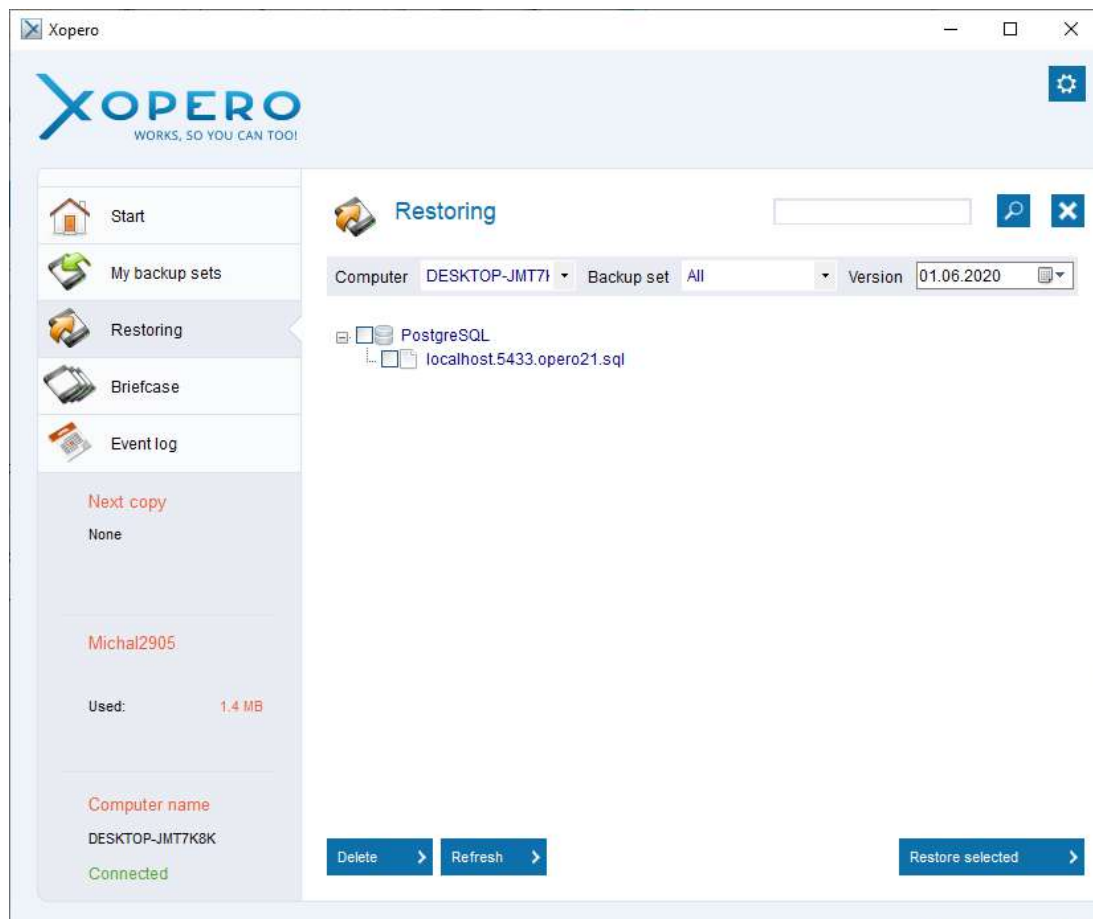 Xopero
XOPERO
WORKS, SO YOU CAN TOO!
Start
My backup sets
Restoring
Briefcase
Event log
Next copy
None
Michal2905
Used: 1.4 MB
Computer name
DESKTOP-JMT7K8K
Connected
Restoring
Computer DESKTOP-JMT7 Backup set All Version 01.06.2020
PostgreSQL
localhost.5433.opero21.sql
Delete Refresh Restore selected